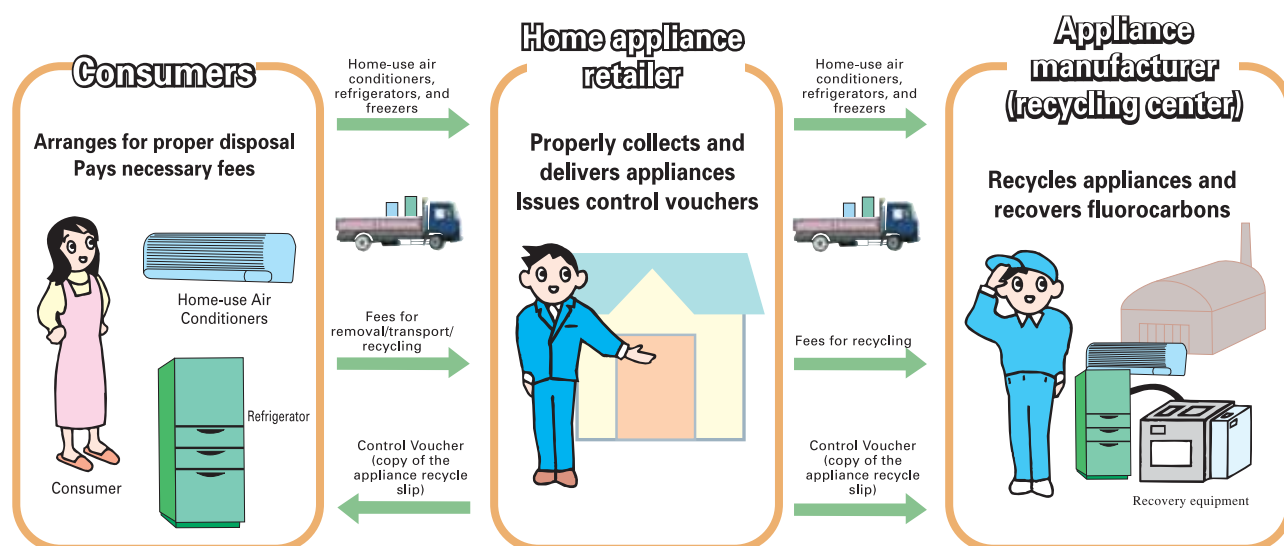 Consumers
Arranges for proper disposal
Pays necessary fees
Home-use Air
Conditioners
Refrigerator
Consumer
Home-use air
conditioners,
refrigerators, and
freezers
Fees for
removal/transport/
recycling
Control Voucher
(copy of the
appliance recycle
slip)
Home appliance
retailer
Properly collects and
delivers appliances
Issues control vouchers
Home-use air
conditioners,
refrigerators, and
freezers
Fees for recycling
Control Voucher
(copy of the
appliance recycle
slip)
Appliance
manufacturer
(recycling center)
Recycles appliances and
recovers fluorocarbons
Recovery equipment